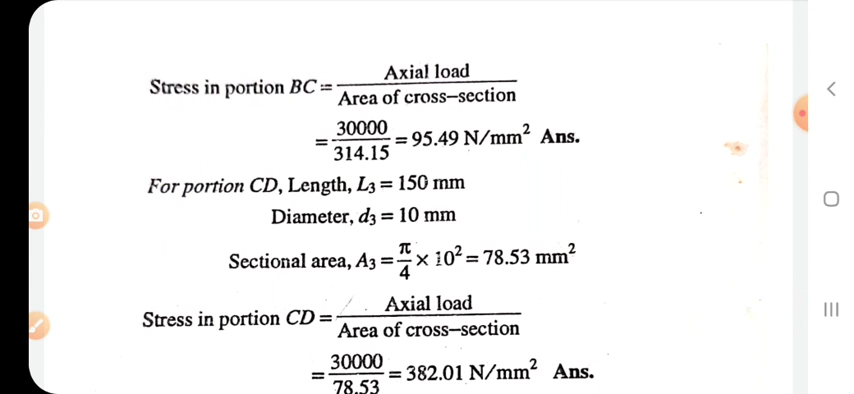 Stress in portion BC = Axial load / Area of cross–section
= 30000 / 314.15 = 95.49 N/mm² Ans.
For portion CD, Length, L₃ = 150 mm
Diameter, d₃ = 10 mm
Sectional area, A₃ = π/4 × 10² = 78.53 mm²
Stress in portion CD = Axial load / Area of cross–section
= 30000 / 78.53 = 382.01 N/mm² Ans.